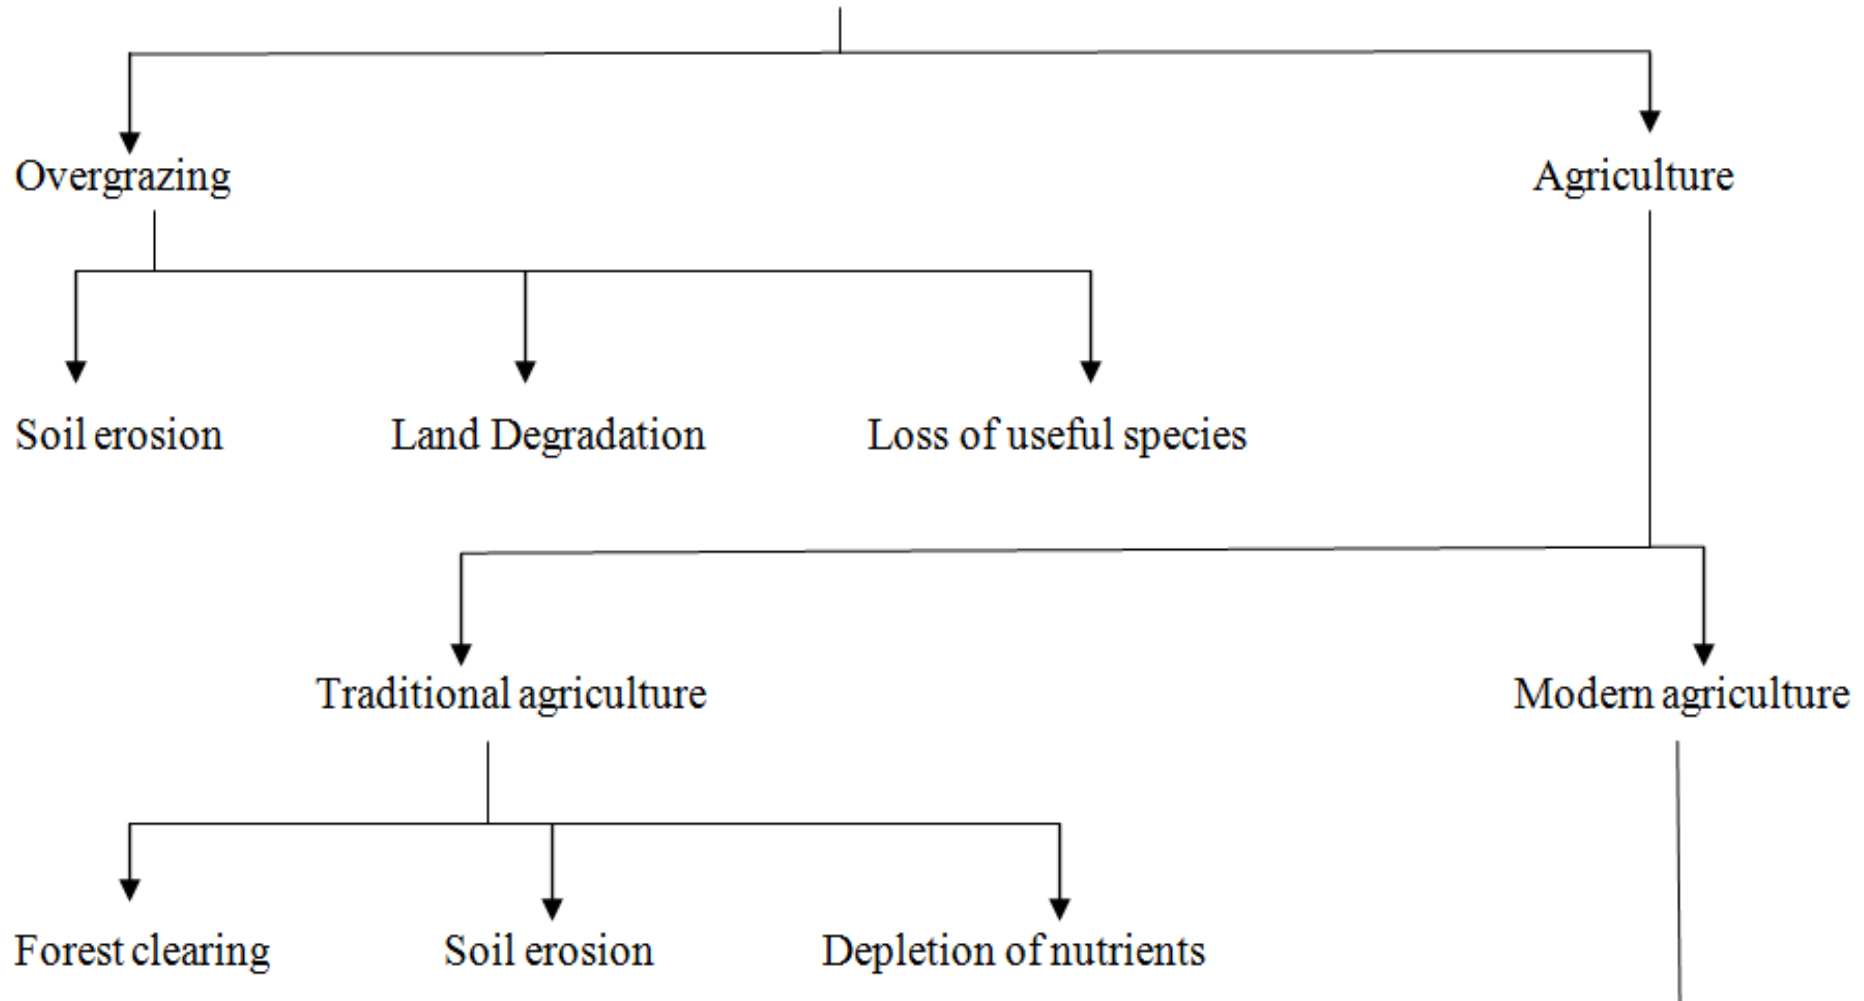 Overgrazing
Agriculture
Soil erosion
Land Degradation
Loss of useful species
Traditional agriculture
Modern agriculture
Forest clearing
Soil erosion
Depletion of nutrients